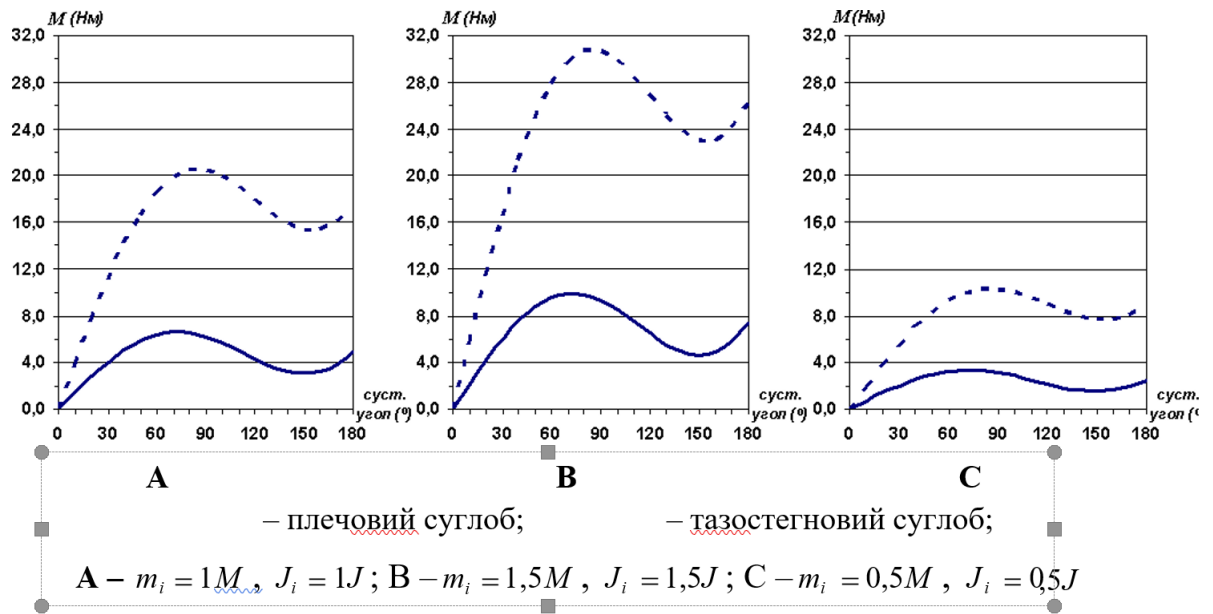 M (Нм) M (Нм) M (Нм)
32,0 32,0 32,0
28,0 28,0 28,0
24,0 24,0 24,0
20,0 20,0 20,0
16,0 16,0 16,0
12,0 12,0 12,0
8,0 8,0 8,0
4,0 4,0 4,0
суст. суст. суст.
0,0 угол (º) 0,0 угол (º) 0,0 угол (º
0 30 60 90 120 150 180 0 30 60 90 120 150 180 0 30 60 90 120 150 180
A B C
– плечовий суглоб; – тазостегновий суглоб;
A – mᵢ = 1M , Jᵢ = 1J ; B – mᵢ = 1,5M , Jᵢ = 1,5J ; C – mᵢ = 0,5M , Jᵢ = 0,5J